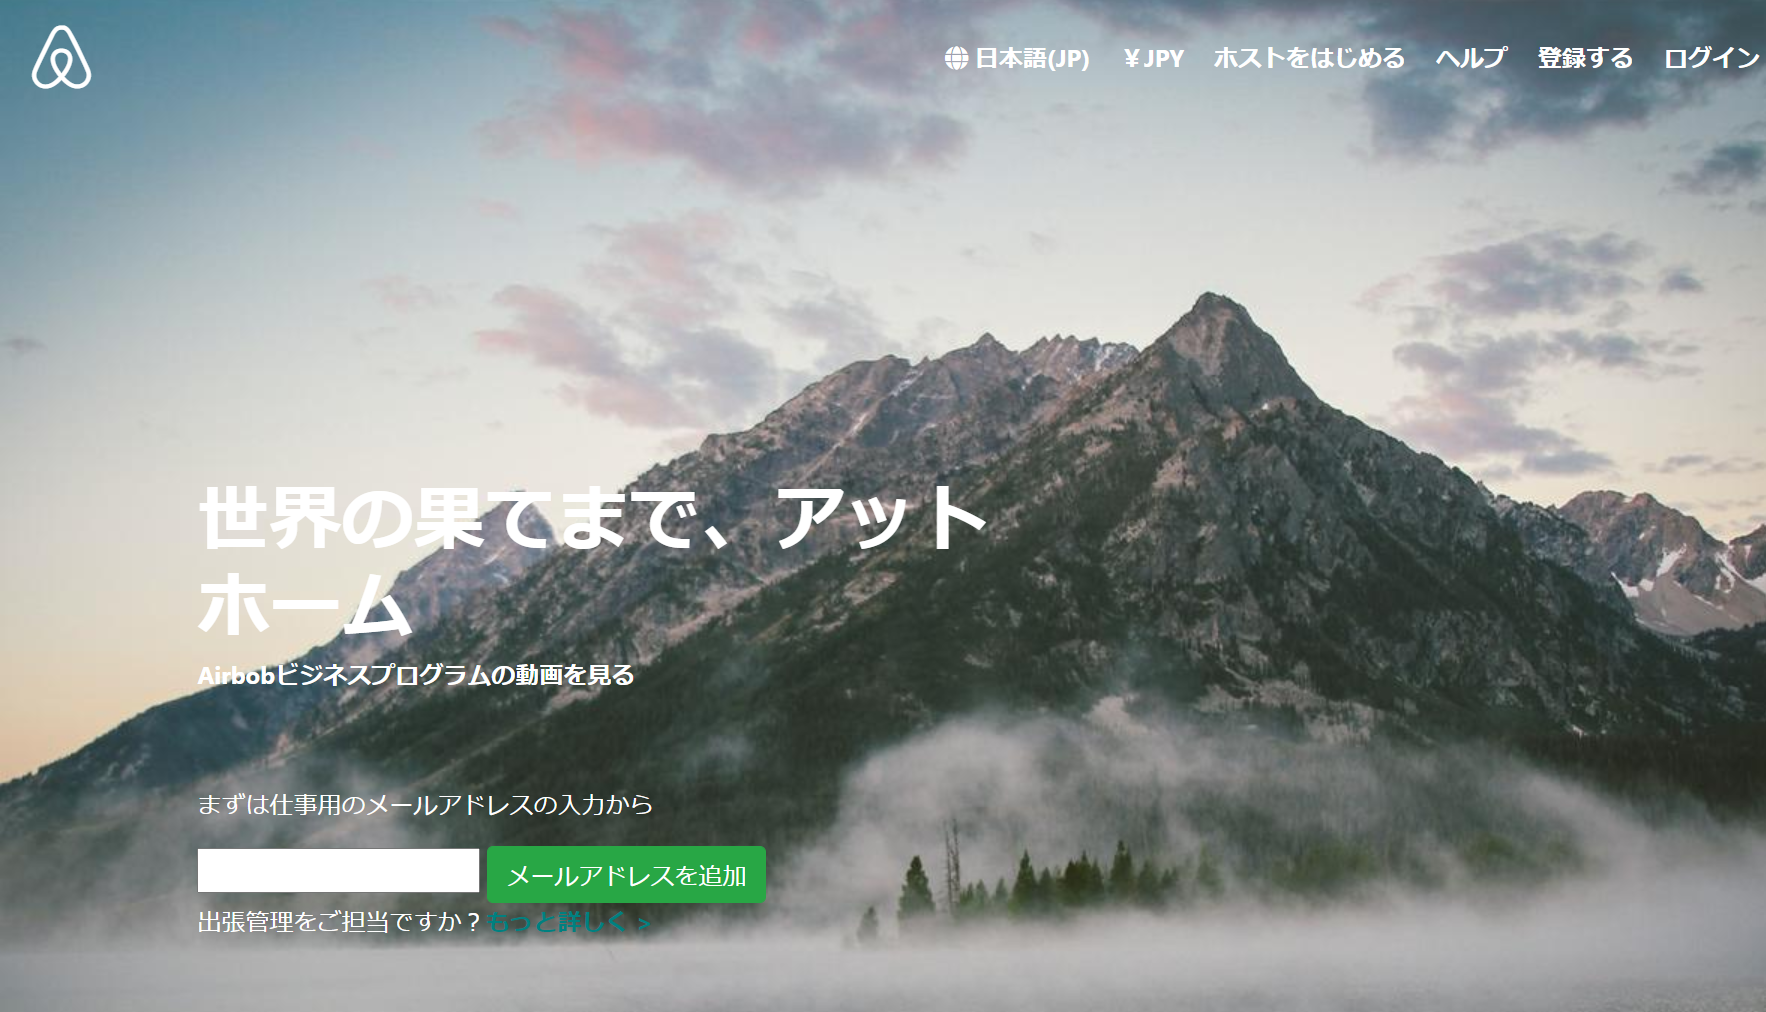 日本語(JP) ¥JPY ホストをはじめる ヘルプ 登録する ログイン
世界の果てまで、アット
ホーム
Airbobビジネスプログラムの動画を見る
まずは仕事用のメールアドレスの入力から
メールアドレスを追加
出張管理をご担当ですか？もっと詳しく >